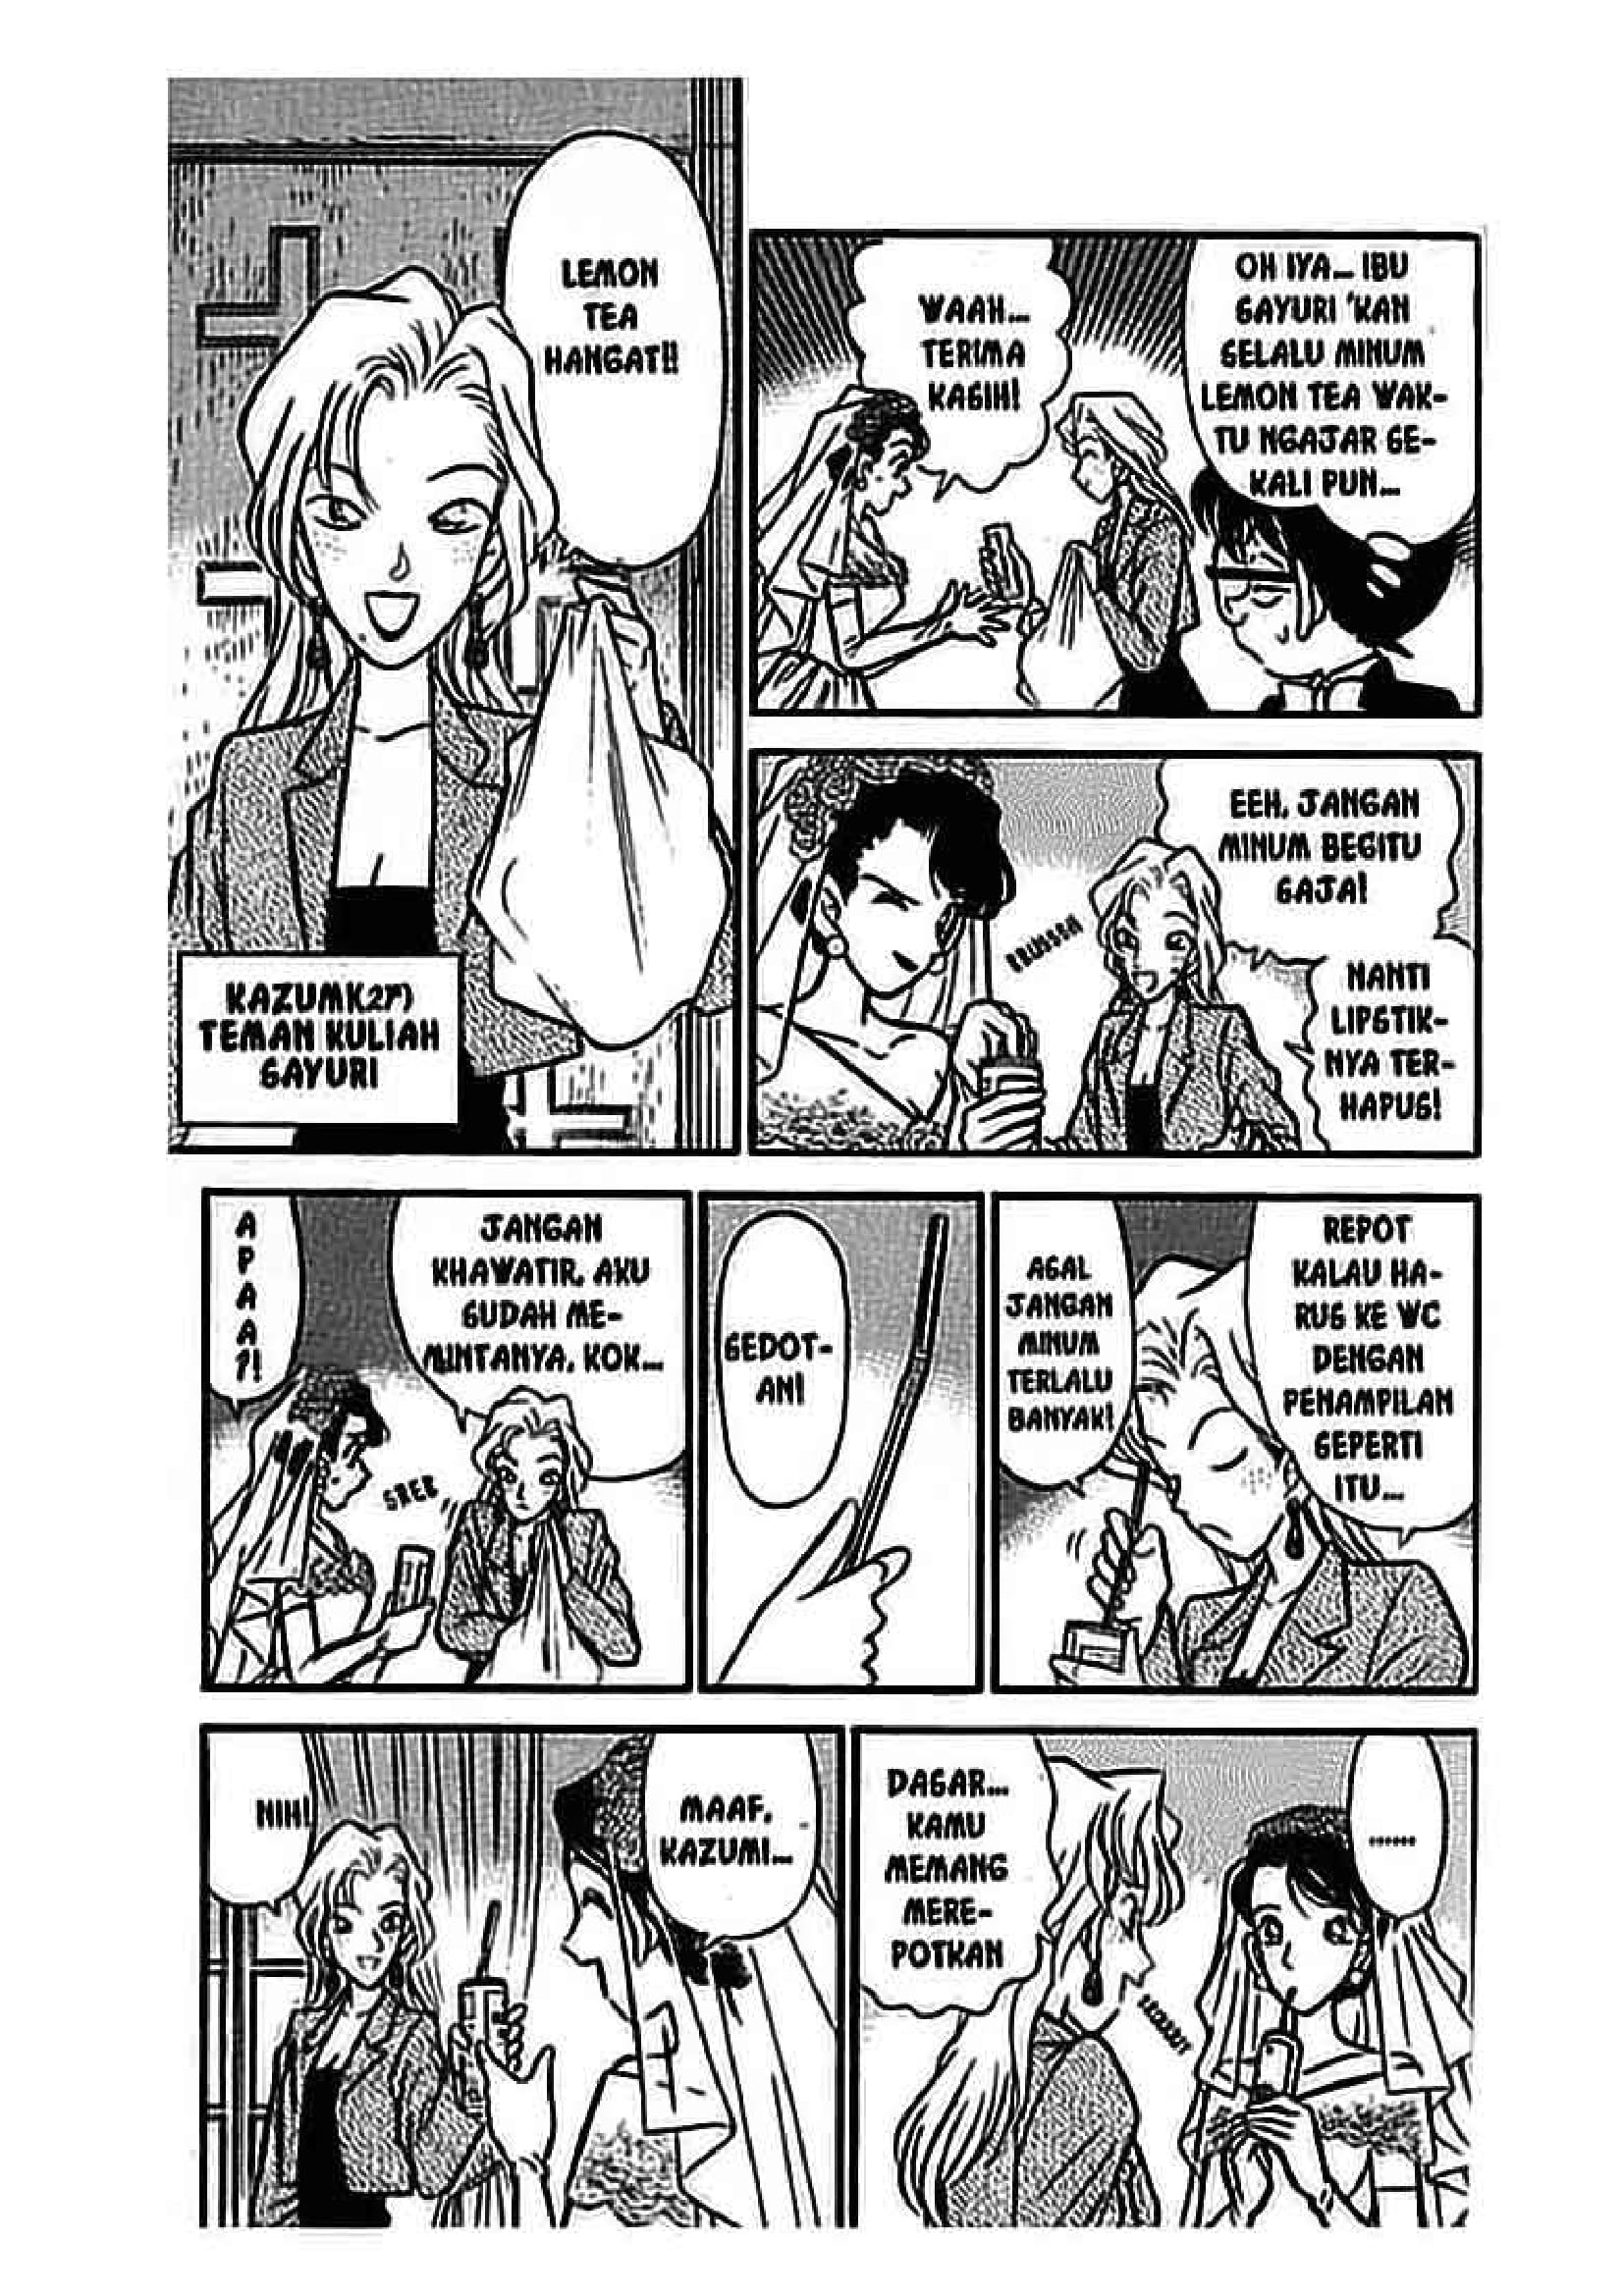 OH IYA... IBU
SAYURI 'KAN
SELALU MINUM
LEMON TEA WAK-
TU NGAJAR SE-
KALI PUN...
WAAH...
TERIMA
KASIH!
LEMON
TEA
HANGAT!!
KAZUMI(27)
TEMAN KULIAH
SAYURI
EEH, JANGAN
MINUM BEGITU
SAJA!
NANTI
LIPSTIK-
NYA TER-
HAPUS!
REPOT
KALAU HA-
RUS KE WC
DENGAN
PENAMPILAN
SEPERTI
ITU...
ASAL
JANGAN
MINUM
TERLALU
BANYAK!
SEDOT-
AN!
JANGAN
KHAWATIR, AKU
SUDAH ME-
MINTANYA, KOK...
SREK
A
P
A
A
?!
......
DASAR...
KAMU
MEMANG
MERE-
POTKAN
MAAF,
KAZUMI...
NIH!